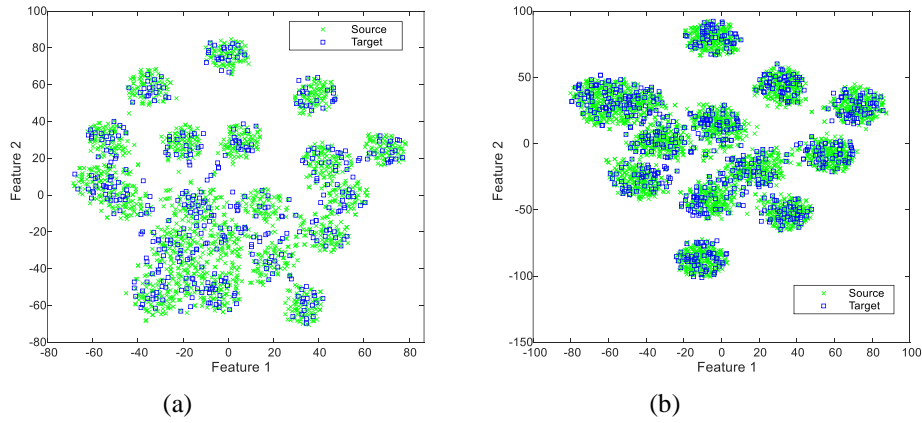 100
80
60
40
20
0
-20
-40
-60
-80
-80 -60 -40 -20 0 20 40 60 80
Feature 1
Feature 2
Source
Target
(a)
100
50
0
-50
-100
-150
-100 -80 -60 -40 -20 0 20 40 60 80 100
Feature 1
Feature 2
Source
Target
(b)